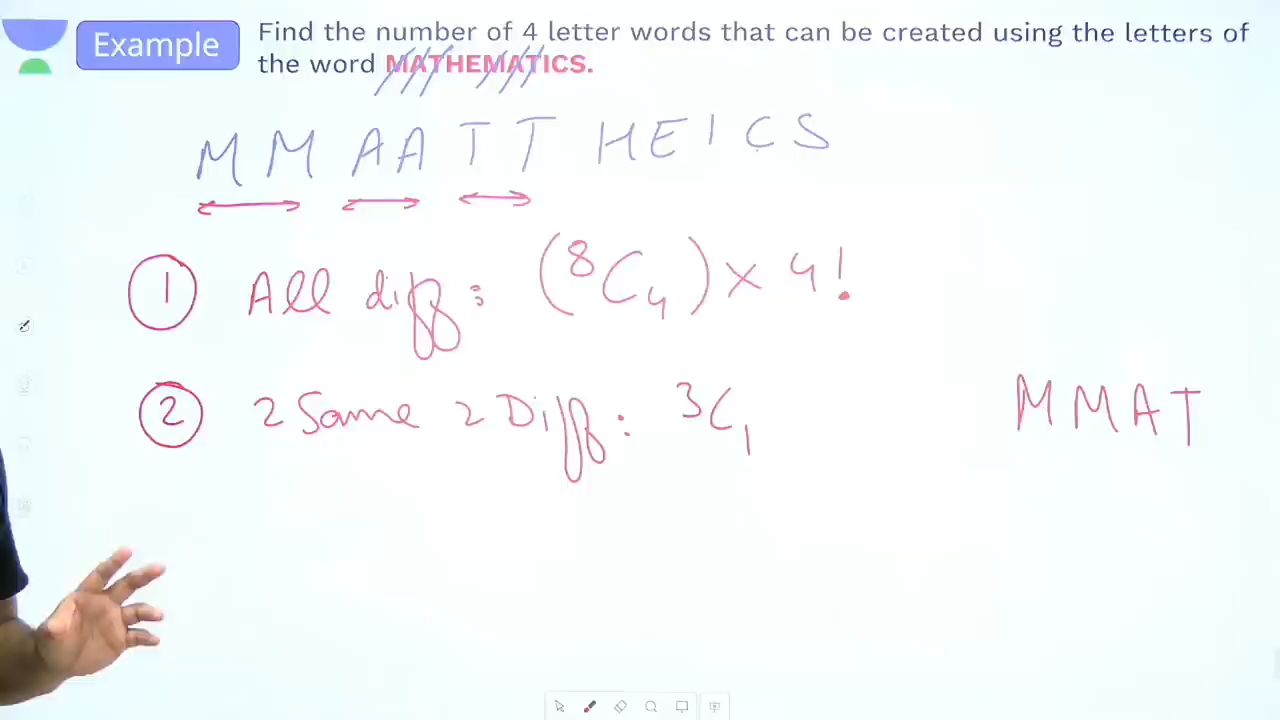 Example
Find the number of 4 letter words that can be created using the letters of
the word MATHEMATICS.
M M A A T T H E I C S
① All diff: (⁸C₄) × 4!
② 2 Same 2 Diff: ³C₁
M M A T